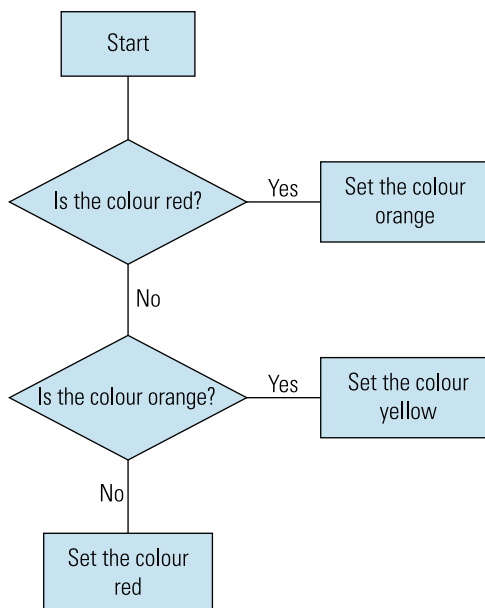 Start
Is the colour red?
Yes
Set the colour
orange
No
Is the colour orange?
Yes
Set the colour
yellow
No
Set the colour
red